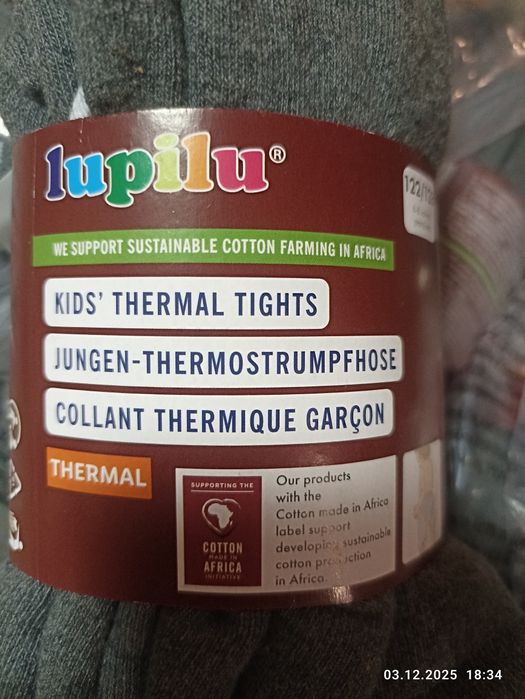 lupilu®
WE SUPPORT SUSTAINABLE COTTON FARMING IN AFRICA
KIDS' THERMAL TIGHTS
JUNGEN-THERMOSTRUMPFHOSE
COLLANT THERMIQUE GARÇON
THERMAL
SUPPORTING THE
COTTON
MADE IN
AFRICA
INITIATIVE
Our products
with the
Cotton made in Africa
label support
developing sustainable
cotton production
in Africa.
03.12.2025 18:34